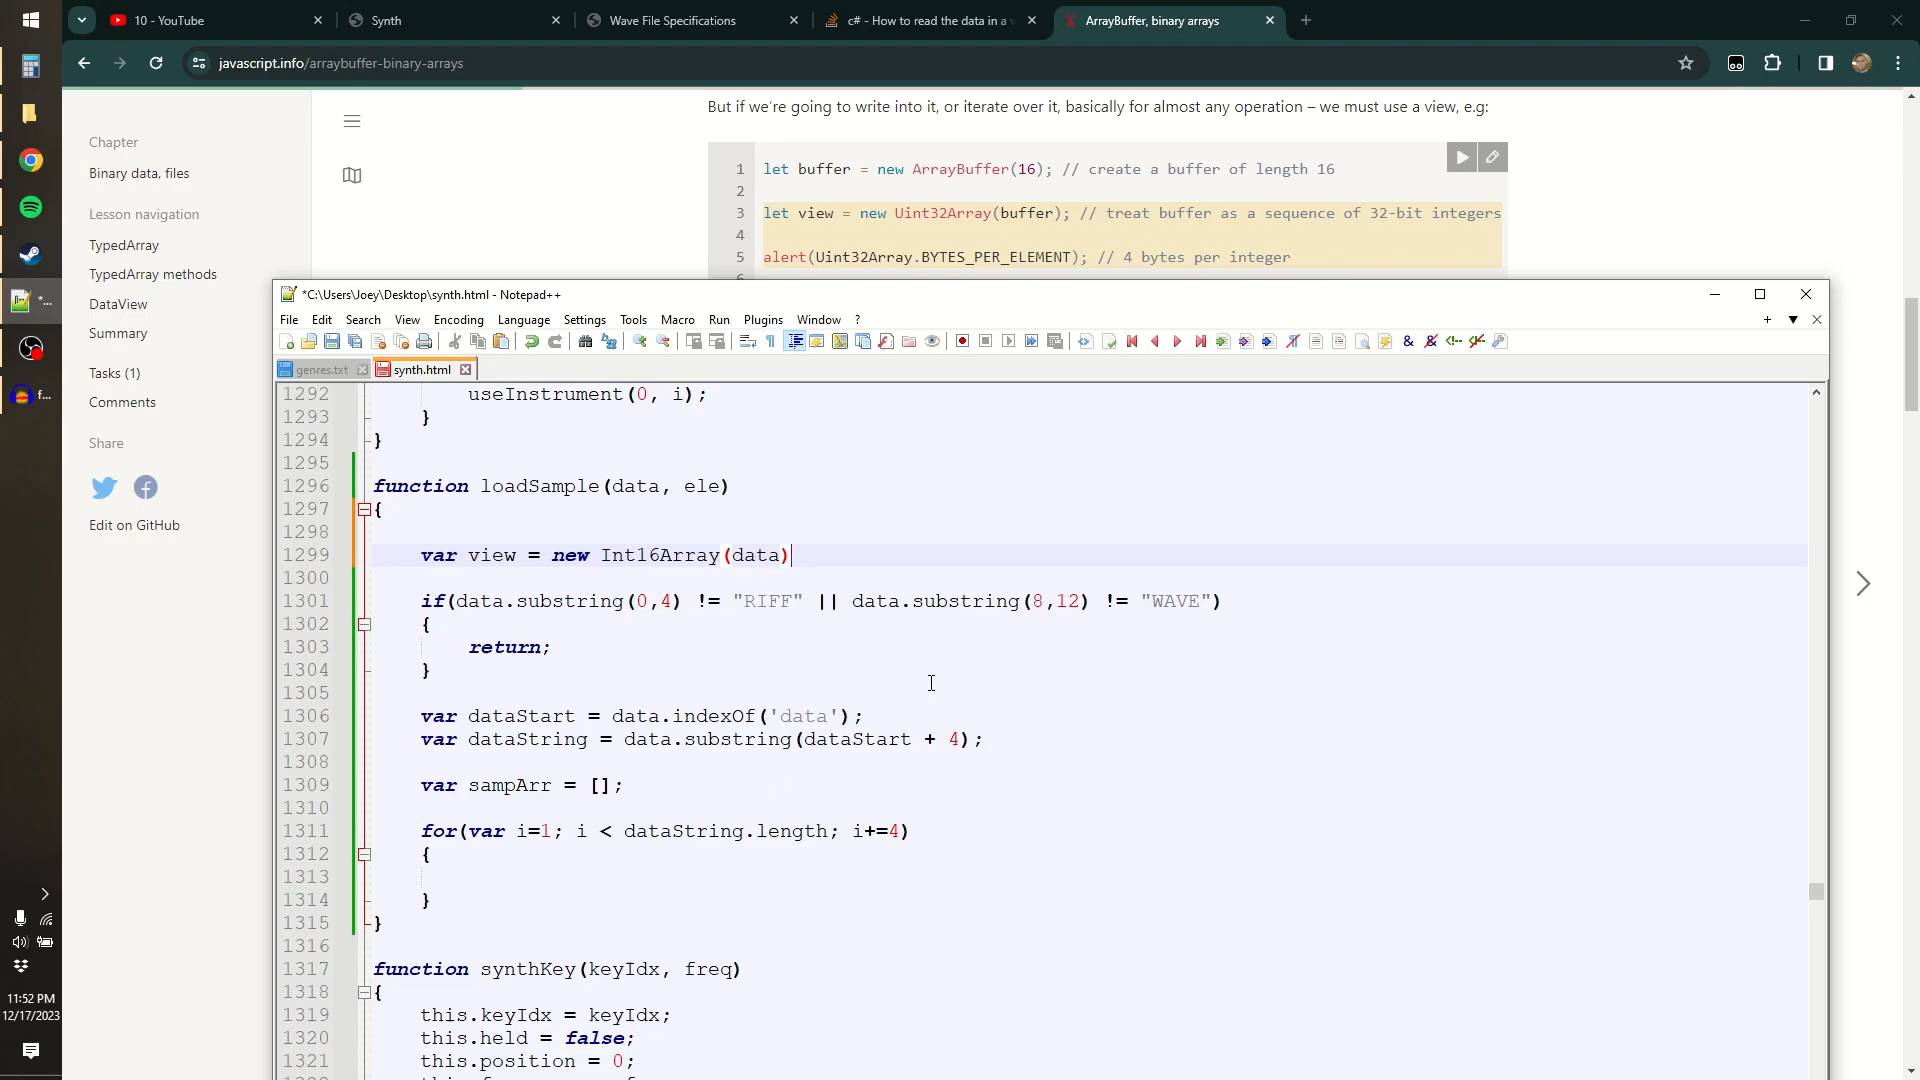 10 - YouTube
Synth
Wave File Specifications
c# - How to read the data in a w
ArrayBuffer, binary arrays
javascript.info/arraybuffer-binary-arrays
Chapter
Binary data, files
Lesson navigation
TypedArray
TypedArray methods
DataView
Summary
Tasks (1)
Comments
Share
Edit on GitHub
But if we're going to write into it, or iterate over it, basically for almost any operation – we must use a view, e.g:
1 let buffer = new ArrayBuffer(16); // create a buffer of length 16
2
3 let view = new Uint32Array(buffer); // treat buffer as a sequence of 32-bit integers
4
5 alert(Uint32Array.BYTES_PER_ELEMENT); // 4 bytes per integer
*C:\Users\Joey\Desktop\synth.html - Notepad++
File Edit Search View Encoding Language Settings Tools Macro Run Plugins Window ?
genres.txt
synth.html
1292 useInstrument(0, i);
1293 }
1294 }
1295
1296 function loadSample(data, ele)
1297 {
1298
1299 var view = new Int16Array(data)
1300
1301 if(data.substring(0,4) != "RIFF" || data.substring(8,12) != "WAVE")
1302 {
1303 return;
1304 }
1305
1306 var dataStart = data.indexOf('data');
1307 var dataString = data.substring(dataStart + 4);
1308
1309 var sampArr = [];
1310
1311 for(var i=1; i < dataString.length; i+=4)
1312 {
1313
1314 }
1315 }
1316
1317 function synthKey(keyIdx, freq)
1318 {
1319 this.keyIdx = keyIdx;
1320 this.held = false;
1321 this.position = 0;
*...
f...
11:52 PM
12/17/2023